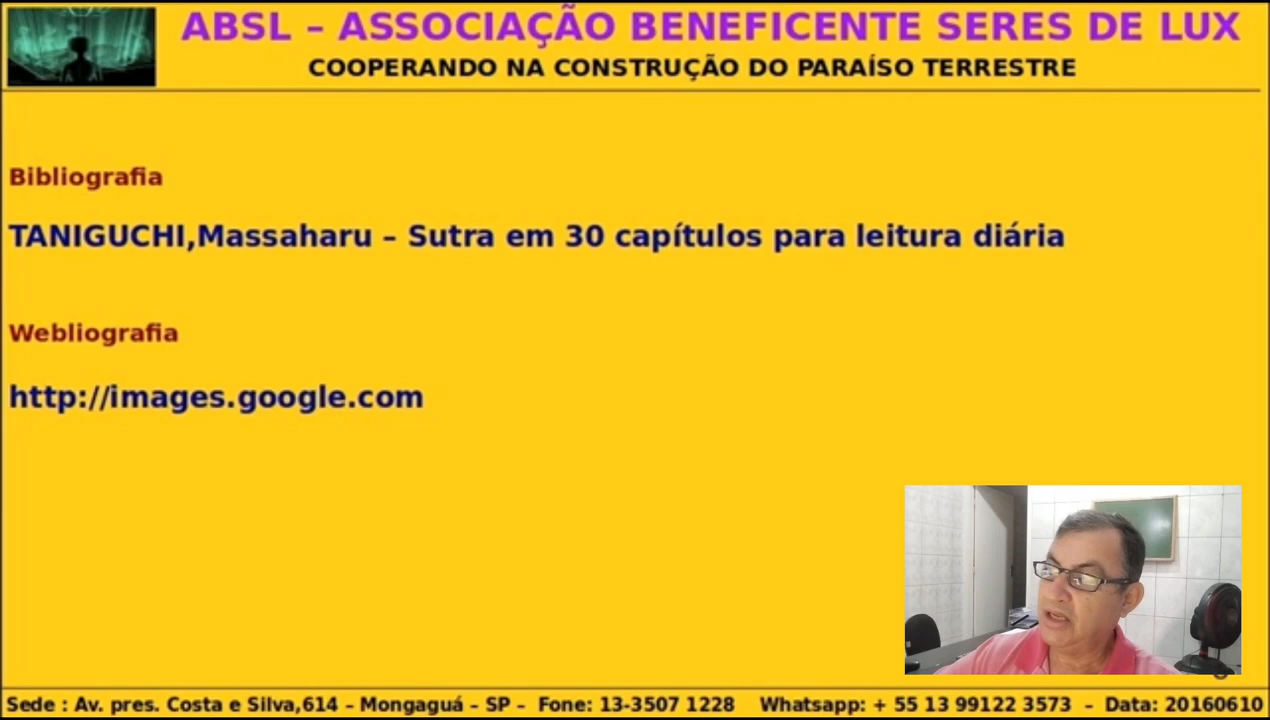 ABSL – ASSOCIAÇÃO BENEFICENTE SERES DE LUX
COOPERANDO NA CONSTRUÇÃO DO PARAÍSO TERRESTRE
Bibliografia
TANIGUCHI,Massaharu – Sutra em 30 capítulos para leitura diária
Webliografia
http://images.google.com
Sede : Av. pres. Costa e Silva,614 – Mongaguá – SP – Fone: 13-3507 1228 Whatsapp: + 55 13 99122 3573 – Data: 20160610